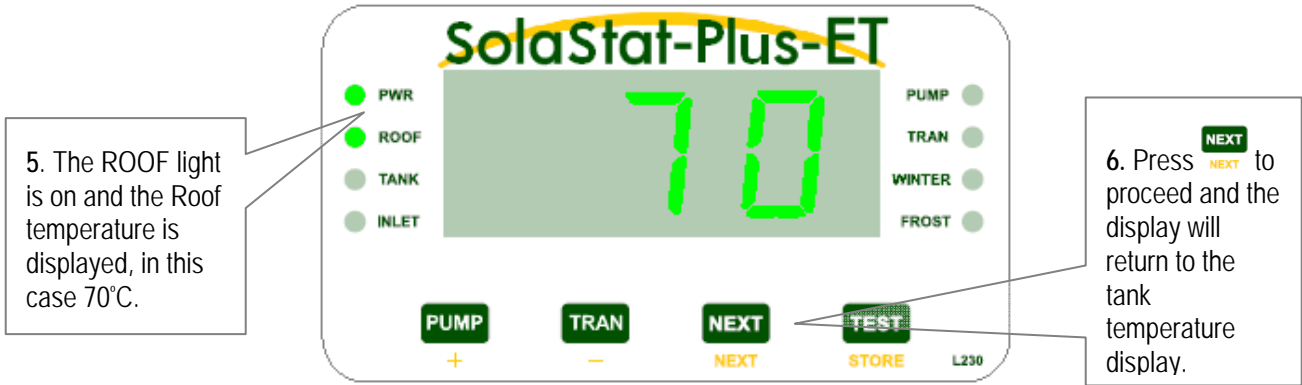 SolaStat-Plus-ET
5. The ROOF light
is on and the Roof
temperature is
displayed, in this
case 70°C.
PWR
ROOF
TANK
INLET
70
PUMP
TRAN
WINTER
FROST
PUMP
+
TRAN
–
NEXT
NEXT
TEST
STORE
L230
6. Press NEXT NEXT to
proceed and the
display will
return to the
tank
temperature
display.